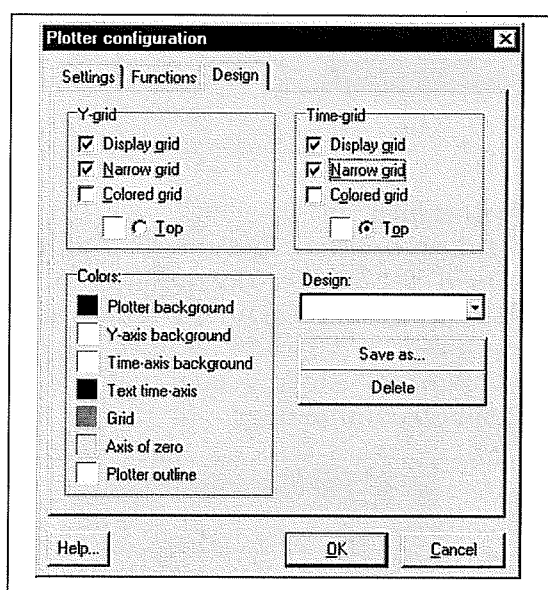 Plotter configuration
Settings Functions Design
Y-grid
Display grid
Narrow grid
Colored grid
Top
Time-grid
Display grid
Narrow grid
Colored grid
Top
Colors:
Plotter background
Y-axis background
Time-axis background
Text time-axis
Grid
Axis of zero
Plotter outline
Design:
Save as...
Delete
Help...
OK
Cancel